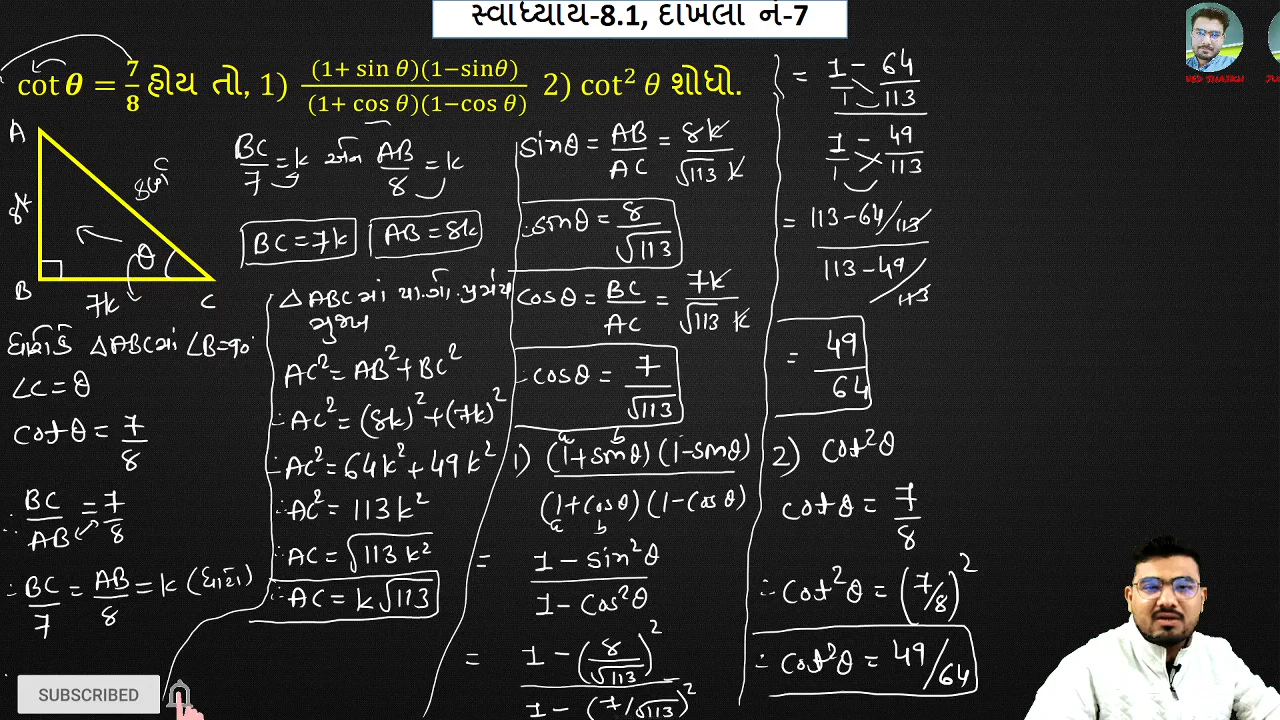 સ્વાધ્યાય-8.1, દાખલા નં-7
cot θ = 7/8 હોય તો, 1) (1+ sin θ)(1−sinθ)/(1+ cos θ)(1−cos θ) 2) cot² θ શોધો.
A
B
C
θ
7k
ધારોકે △ABCમાં ∠B=૧૦°
∠C = θ
cotθ = 7/8
∴ BC/AB = 7/8
∴ BC/7 = AB/8 = k (ધારો)
BC/7 = k અને AB/8 = k
BC = 7k
AB = 8k
△ ABCમાં પાયથા. પ્રમેય
મુજબ
AC² = AB² + BC²
∴ AC² = (8k)² + (7k)²
∴ AC² = 64k² + 49k²
∴ AC² = 113k²
∴ AC = √113k²
∴ AC = k√113
sinθ = AB/AC = 8k/√113 k
∴ sinθ = 8/√113
cosθ = BC/AC = 7k/√113 k
∴ cosθ = 7/√113
1) (1+sinθ)(1−sinθ)/(1+cosθ)(1−cosθ)
a b
a b
= 1 − sin²θ/1 − cos²θ
= 1 − (8/√113)²/1 − (7/√113)²
= 1/1 − 64/113
1/1 − 49/113
= 113−64/113
113−49/113
= 49/64
2) cot²θ
cotθ = 7/8
∴ cot²θ = (7/8)²
∴ cot²θ = 49/64
SUBSCRIBED